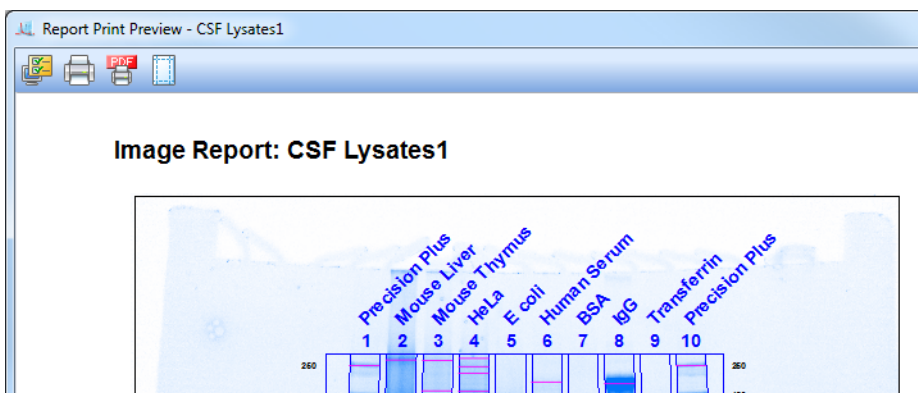 Report Print Preview - CSF Lysates1
PDF
Image Report: CSF Lysates1
Precision Plus
Mouse Liver
Mouse Thymus
HeLa
E coli
Human Serum
BSA
IgG
Transferrin
Precision Plus
1 2 3 4 5 6 7 8 9 10
250 250